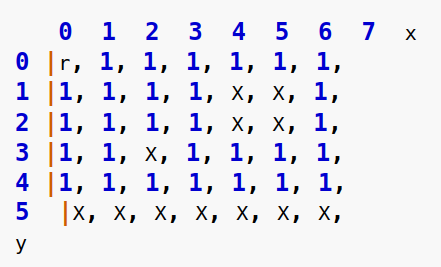 0 1 2 3 4 5 6 7 x
0 |r, 1, 1, 1, 1, 1, 1,
1 |1, 1, 1, 1, X, X, 1,
2 |1, 1, 1, 1, X, X, 1,
3 |1, 1, X, 1, 1, 1, 1,
4 |1, 1, 1, 1, 1, 1, 1,
5 |X, X, X, X, X, X, X,
y